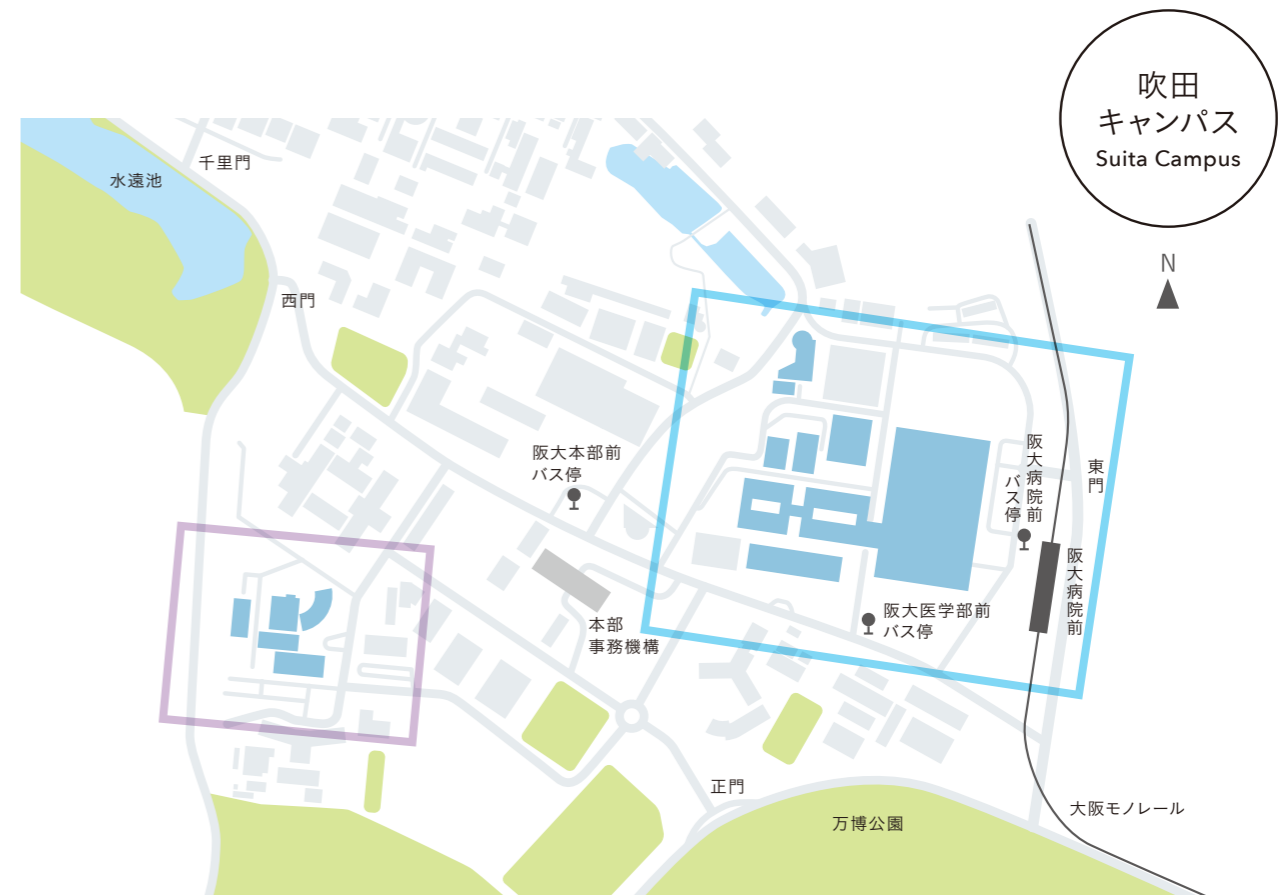 吹田
キャンパス
Suita Campus
N
千里門
水遠池
西門
阪大本部前
バス停
阪大病院前
バス停
東門
阪大病院前
阪大医学部前
バス停
本部
事務機構
正門
大阪モノレール
万博公園